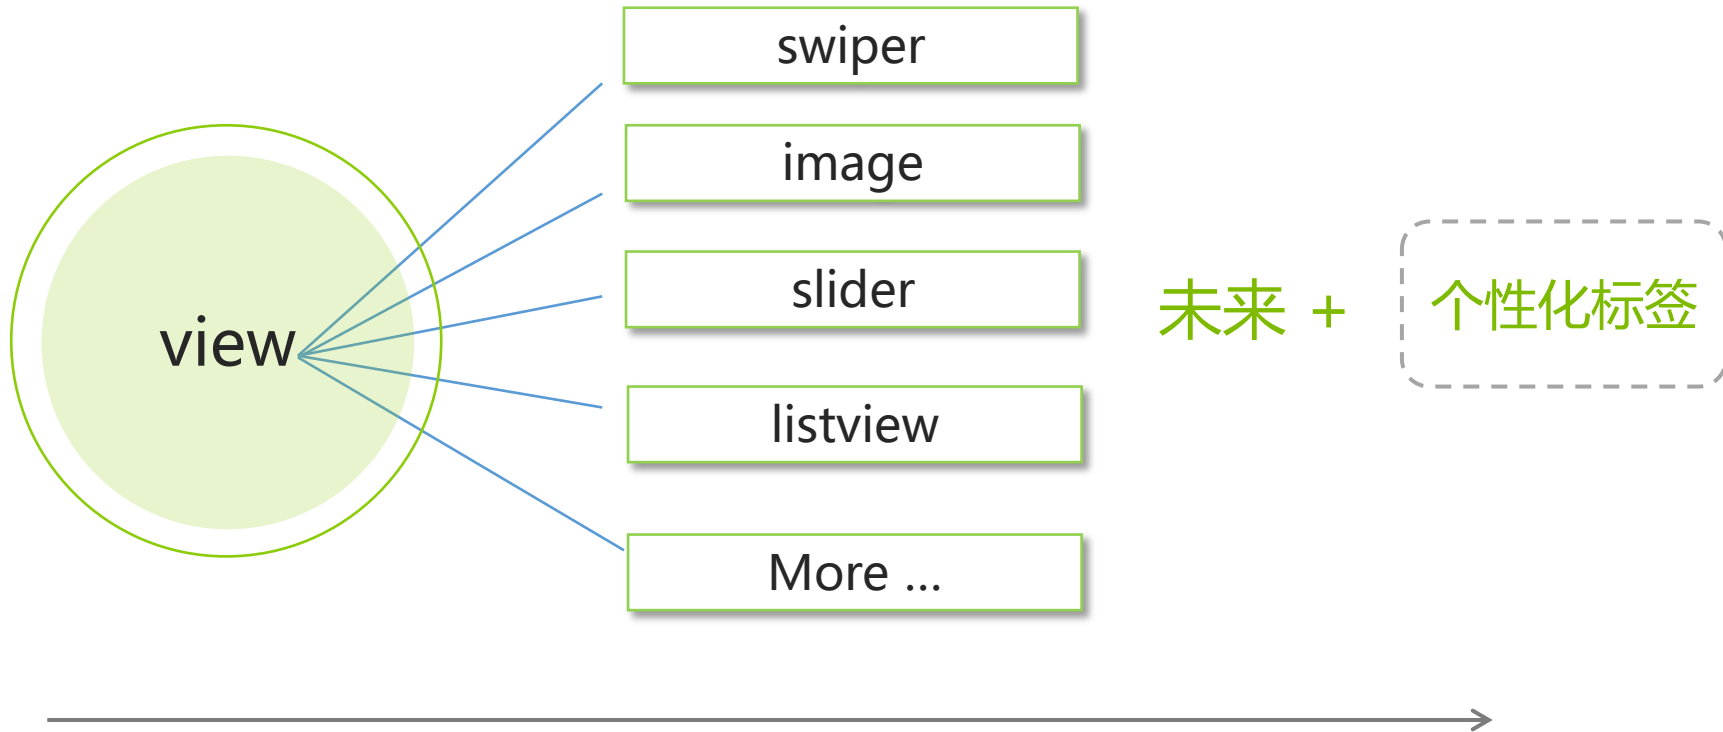 view
swiper
image
slider
listview
More ...
未来 +
个性化标签